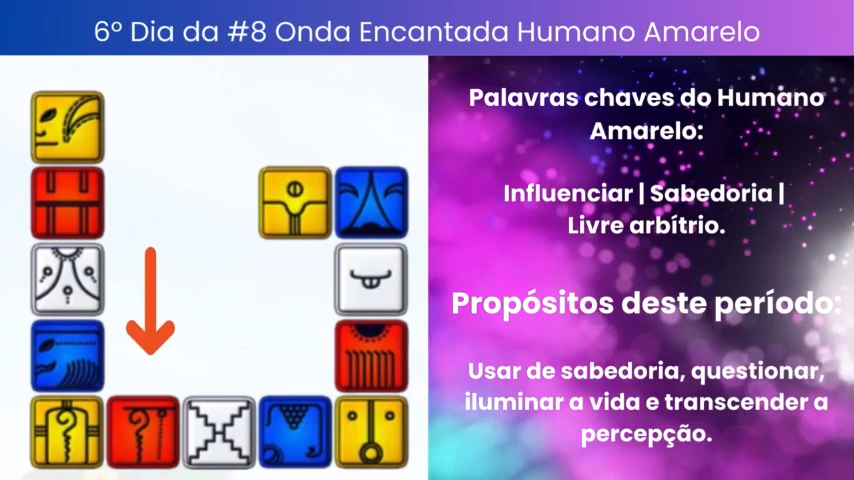 6º Dia da #8 Onda Encantada Humano Amarelo
Palavras chaves do Humano
Amarelo:
Influenciar | Sabedoria |
Livre arbítrio.
Propósitos deste período:
Usar de sabedoria, questionar,
iluminar a vida e transcender a
percepção.